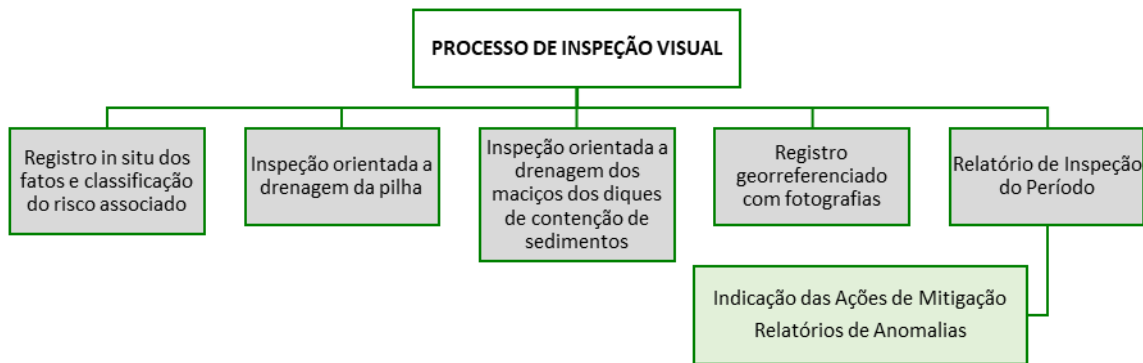 PROCESSO DE INSPEÇÃO VISUAL
Registro in situ dos
fatos e classificação
do risco associado
Inspeção orientada a
drenagem da pilha
Inspeção orientada a
drenagem dos
maciços dos diques
de contenção de
sedimentos
Registro
georreferenciado
com fotografias
Relatório de Inspeção
do Período
Indicação das Ações de Mitigação
Relatórios de Anomalias